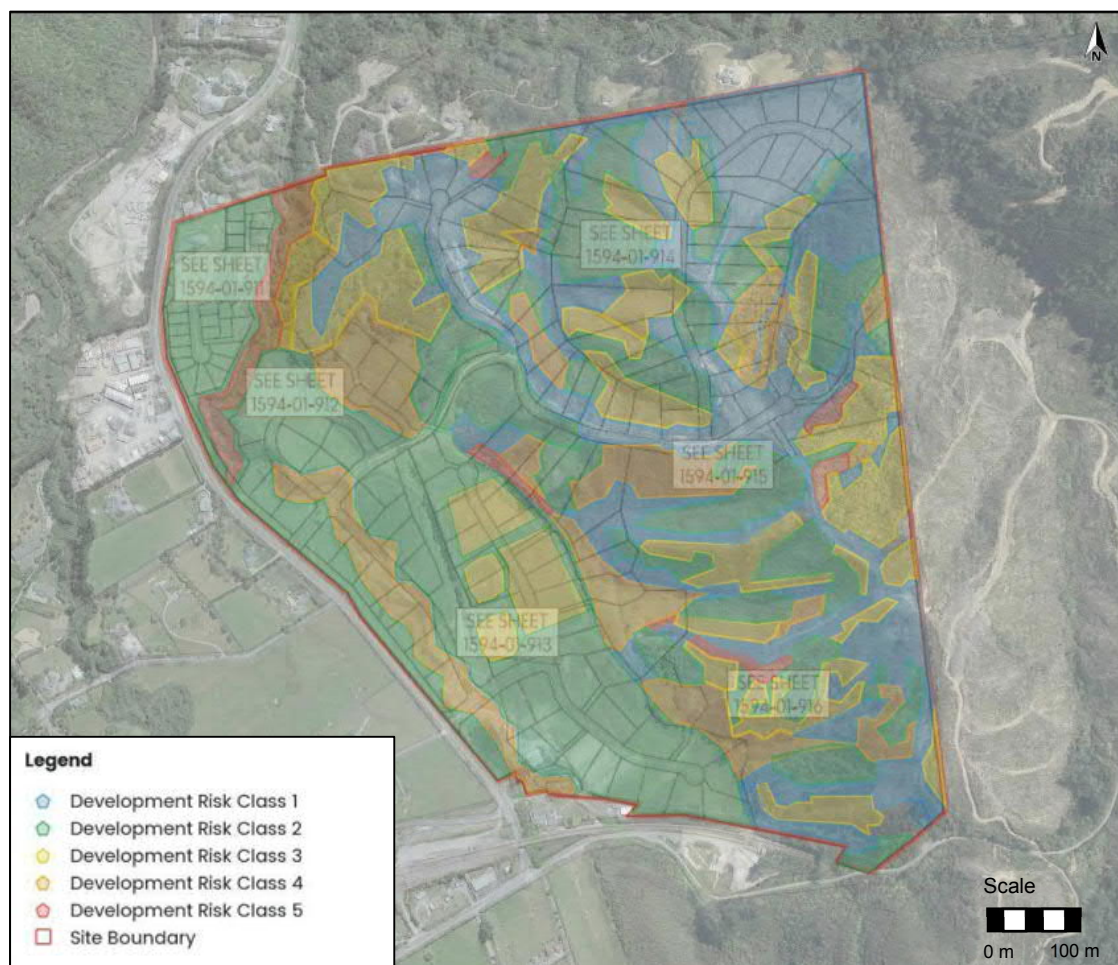 N
SEE SHEET
1594-01-914
SEE SHEET
1594-01-911
SEE SHEET
1594-01-912
SEE SHEET
1594-01-915
SEE SHEET
1594-01-913
SEE SHEET
1594-01-916
Legend
Development Risk Class 1
Development Risk Class 2
Development Risk Class 3
Development Risk Class 4
Development Risk Class 5
Site Boundary
Scale
0 m 100 m